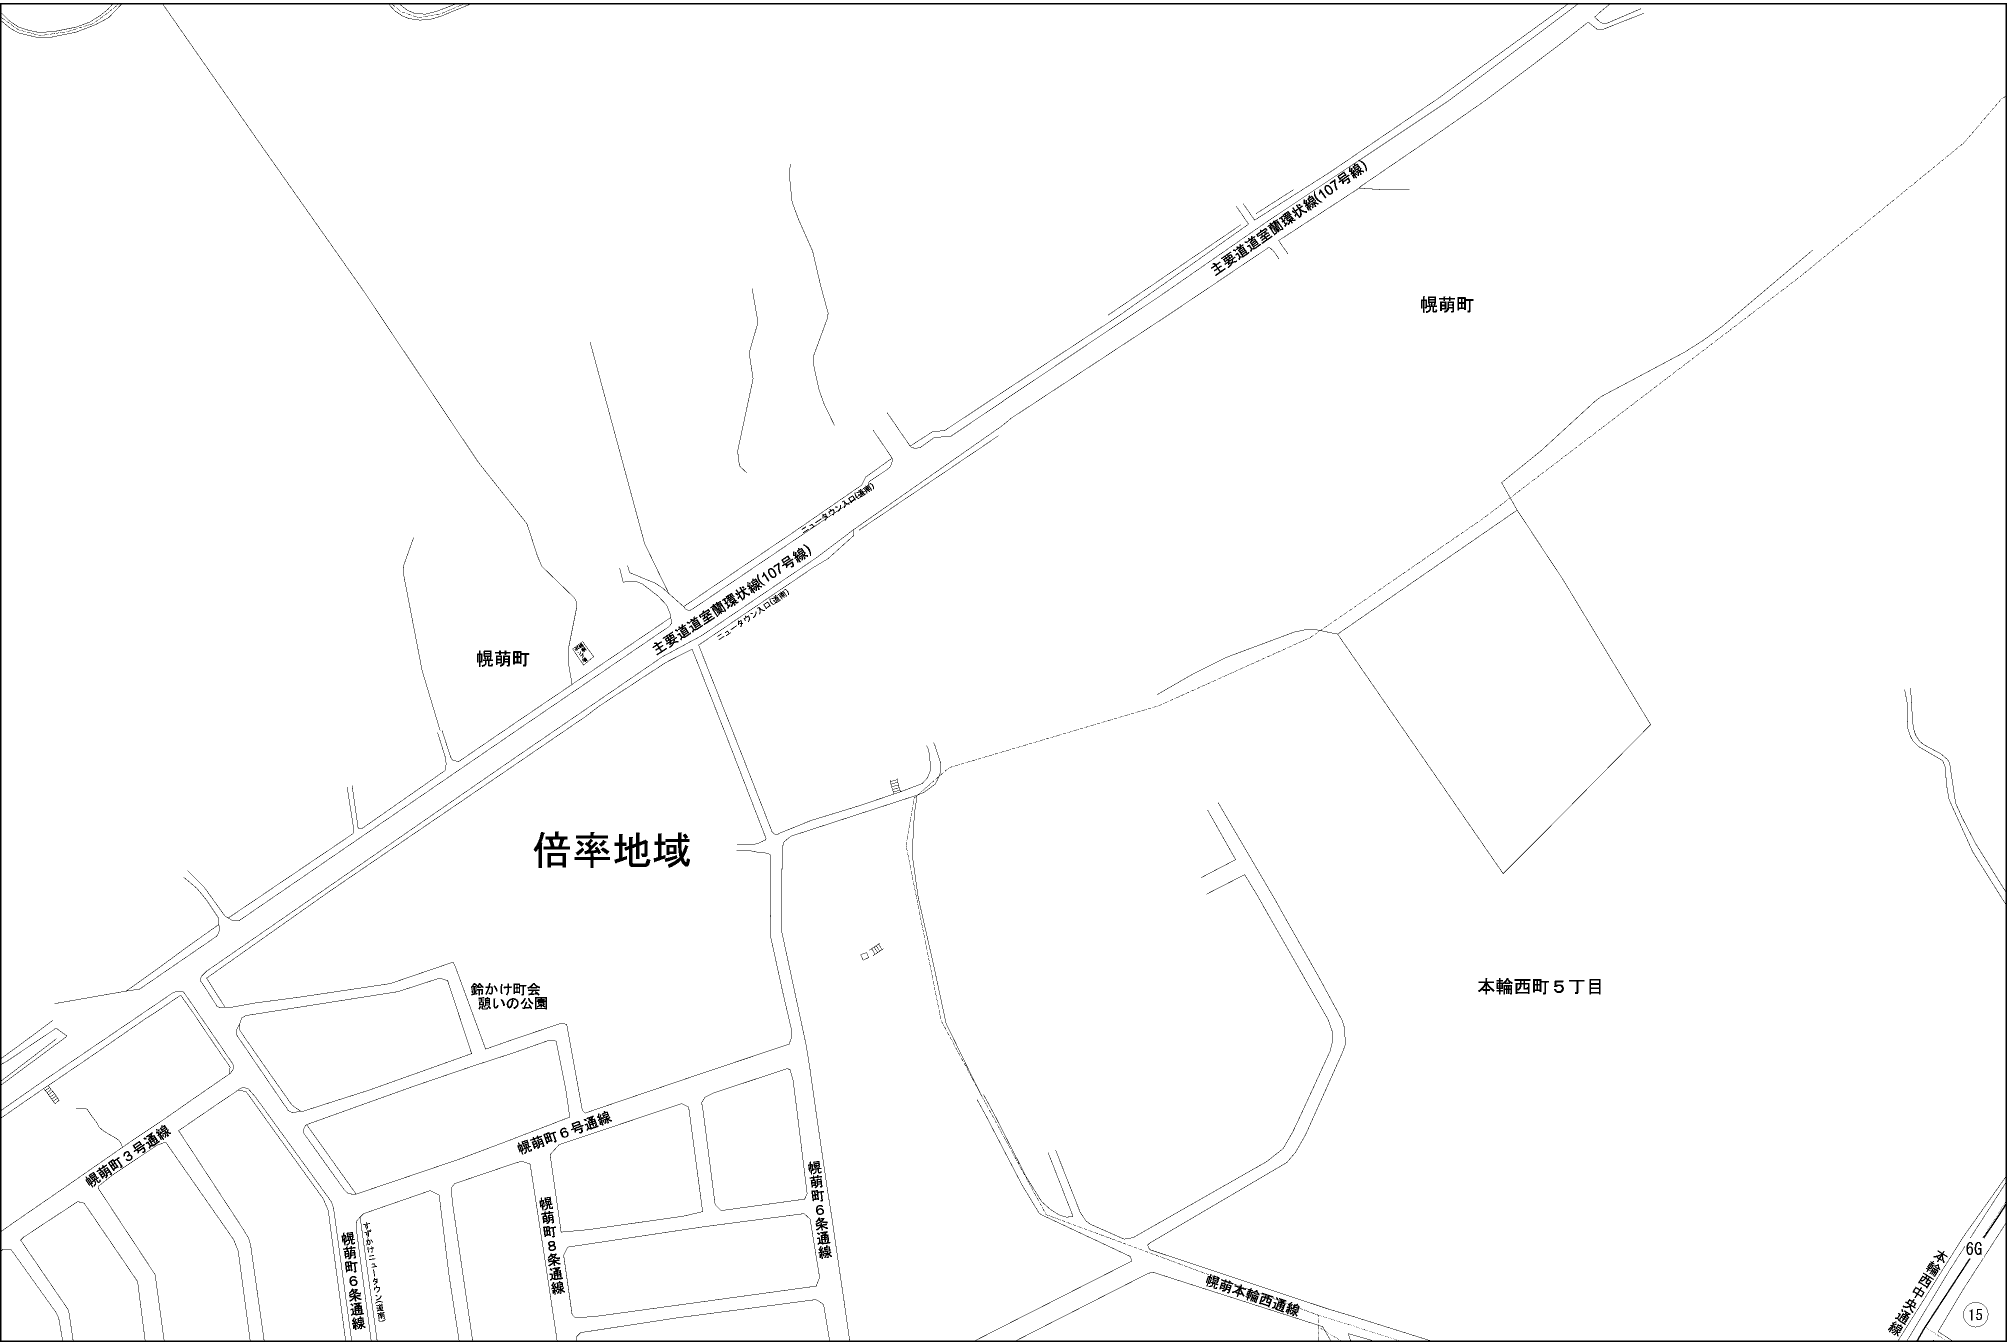 主要道道室蘭環状線(107号線)
幌萌町
ニュータウン入口(道南)
主要道道室蘭環状線(107号線)
ニュータウン入口(道南)
幌萌町
倍率地域
鈴かけ町会
憩いの公園
本輪西町5丁目
幌萌町3号通線
幌萌町6号通線
幌萌町6条通線
幌萌町8条通線
幌萌町6条通線
すずかけニュータウン(道南)
幌萌本輪西通線
本輪西中央通線
6G
15